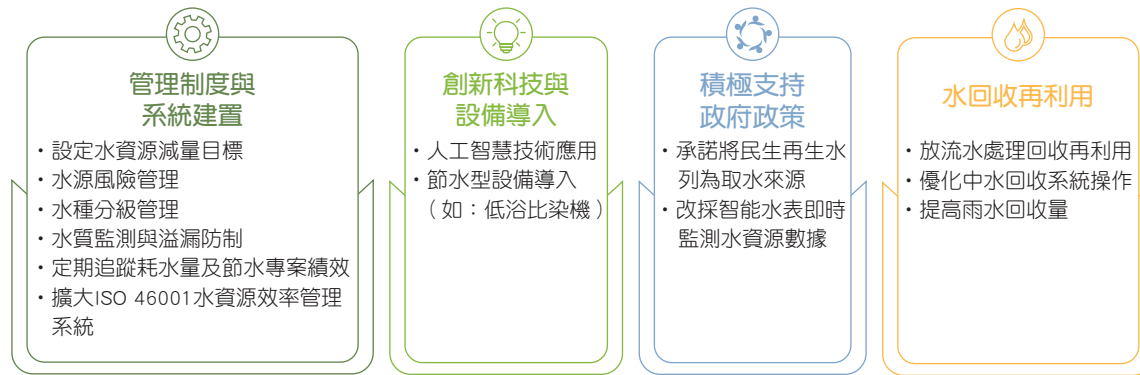 管理制度與
系統建置
・設定水資源減量目標
・水源風險管理
・水種分級管理
・水質監測與溢漏防制
・定期追蹤耗水量及節水專案績效
・擴大ISO 46001水資源效率管理
系統
創新科技與
設備導入
・人工智慧技術應用
・節水型設備導入
（如：低浴比染機）
積極支持
政府政策
・承諾將民生再生水
列為取水來源
・改採智能水表即時
監測水資源數據
水回收再利用
・放流水處理回收再利用
・優化中水回收系統操作
・提高雨水回收量